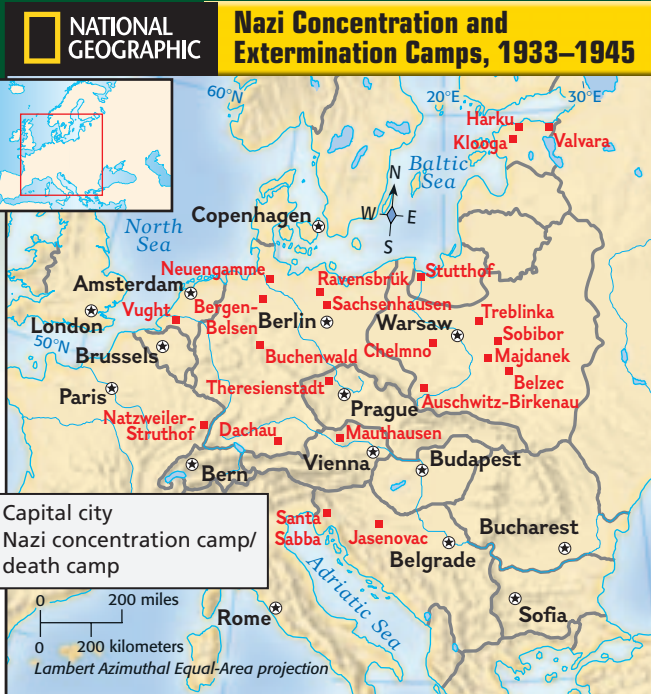 NATIONAL
GEOGRAPHIC
Nazi Concentration and
Extermination Camps, 1933–1945
60°N
20°E
30°E
Harku
Klooga
Valvara
Baltic
Sea
N
W
E
S
Copenhagen
North
Sea
Neuengamme
Ravensbrük
Stutthof
Amsterdam
Bergen-
Belsen
Sachsenhausen
Vught
Berlin
Warsaw
Treblinka
London
Sobibor
50°N
Brussels
Buchenwald
Chelmno
Majdanek
Belzec
Paris
Theresienstadt
Auschwitz-Birkenau
Prague
Natzweiler-
Struthof
Dachau
Mauthausen
Vienna
Budapest
Bern
Capital city
Nazi concentration camp/
death camp
Santa
Sabba
Jasenovac
Bucharest
Belgrade
Adriatic Sea
0
200 miles
0
200 kilometers
Rome
Sofia
Lambert Azimuthal Equal-Area projection